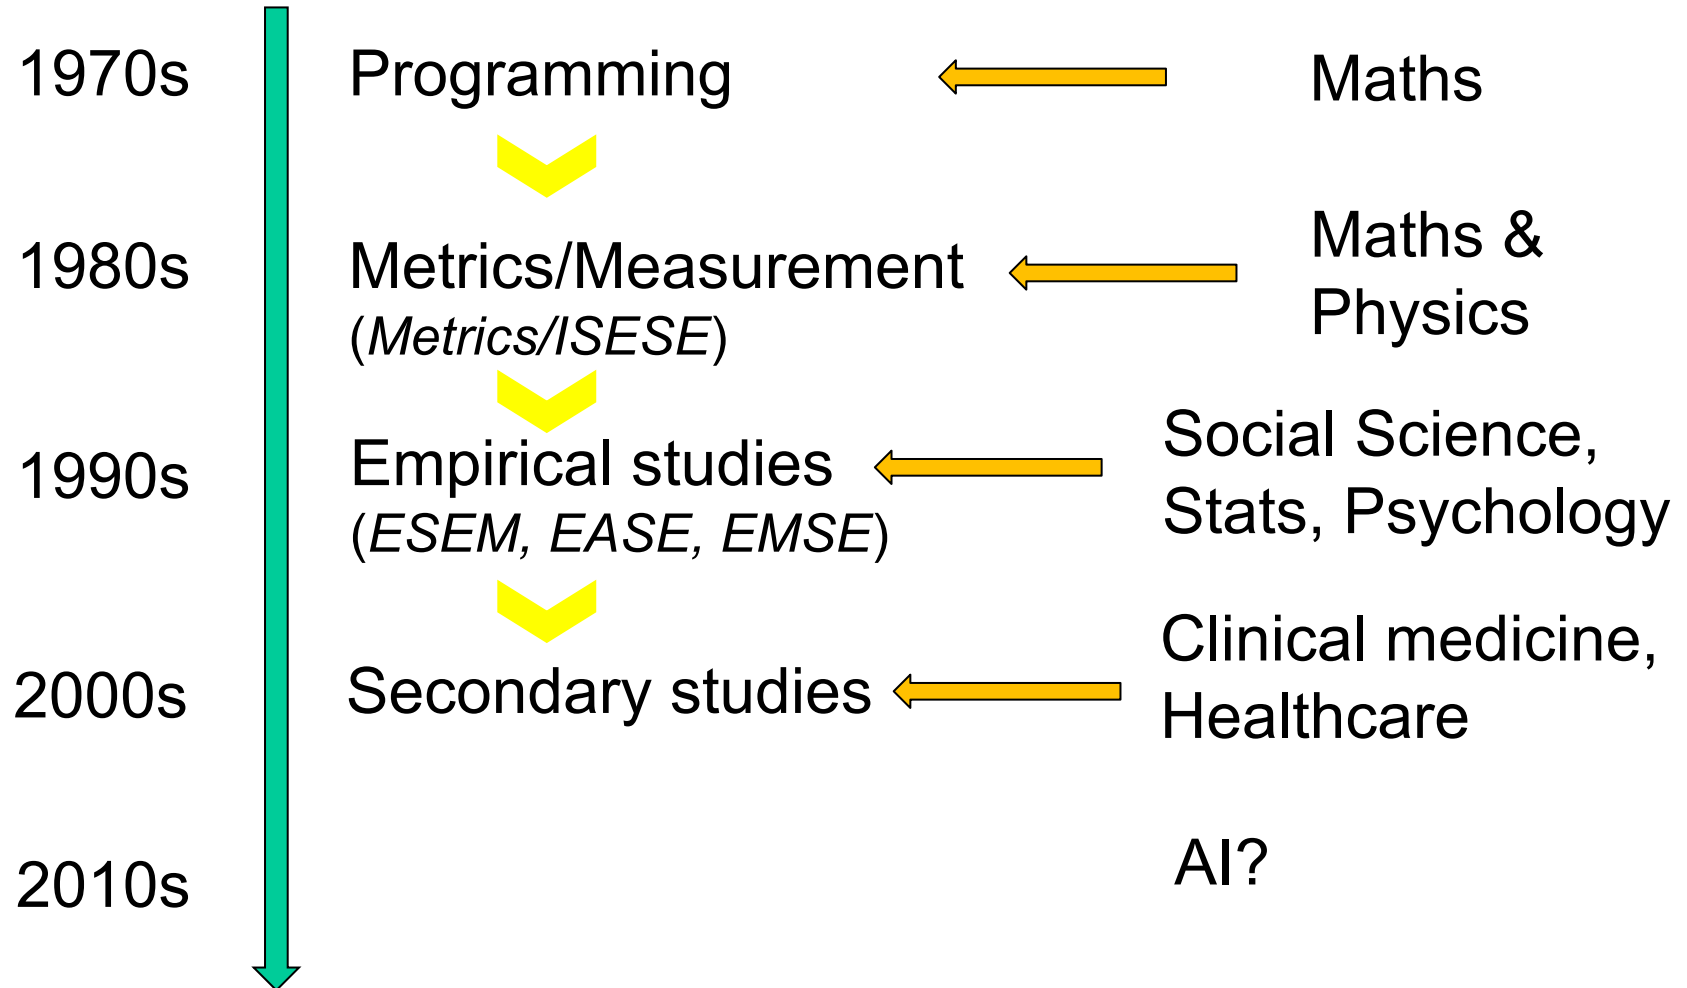 1970s
Programming
Maths
1980s
Metrics/Measurement
(Metrics/ISESE)
Maths &
Physics
1990s
Empirical studies
(ESEM, EASE, EMSE)
Social Science,
Stats, Psychology
2000s
Secondary studies
Clinical medicine,
Healthcare
2010s
AI?